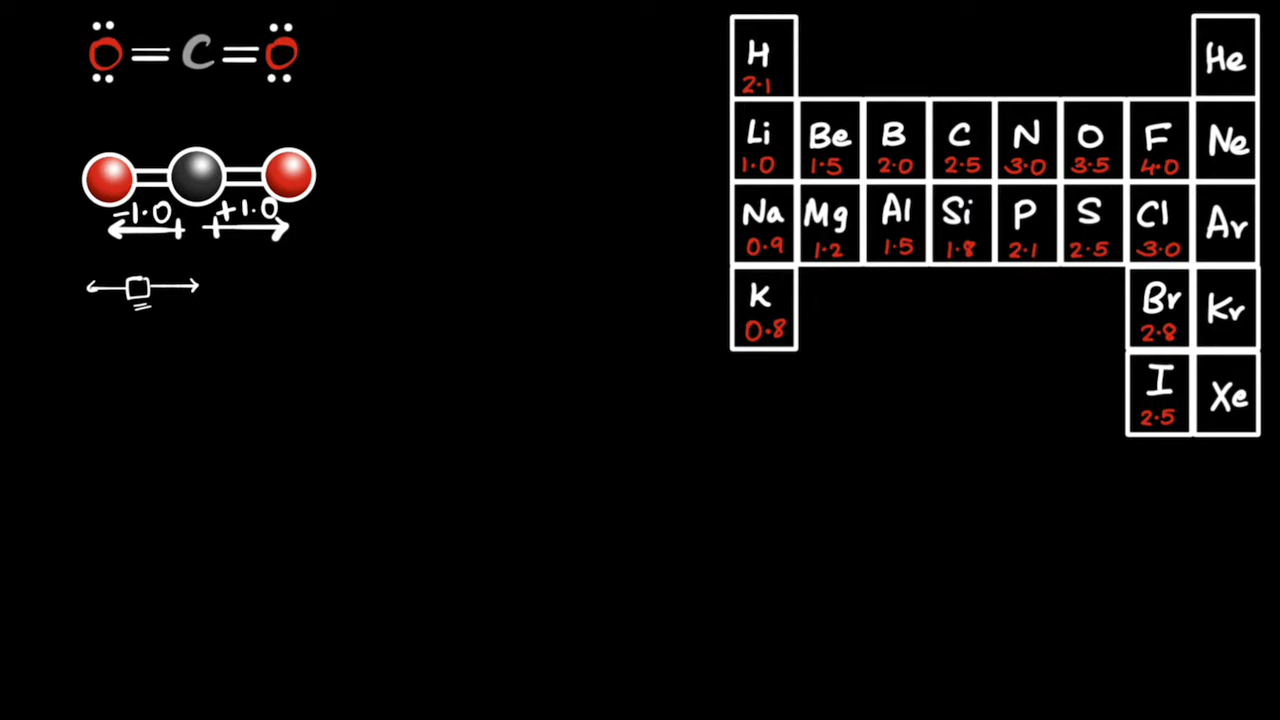 O = C = O
-1.0 +1.0
H He
2.1
Li Be B C N O F Ne
1.0 1.5 2.0 2.5 3.0 3.5 4.0
Na Mg Al Si P S Cl Ar
0.9 1.2 1.5 1.8 2.1 2.5 3.0
K Br Kr
0.8 2.8
I Xe
2.5